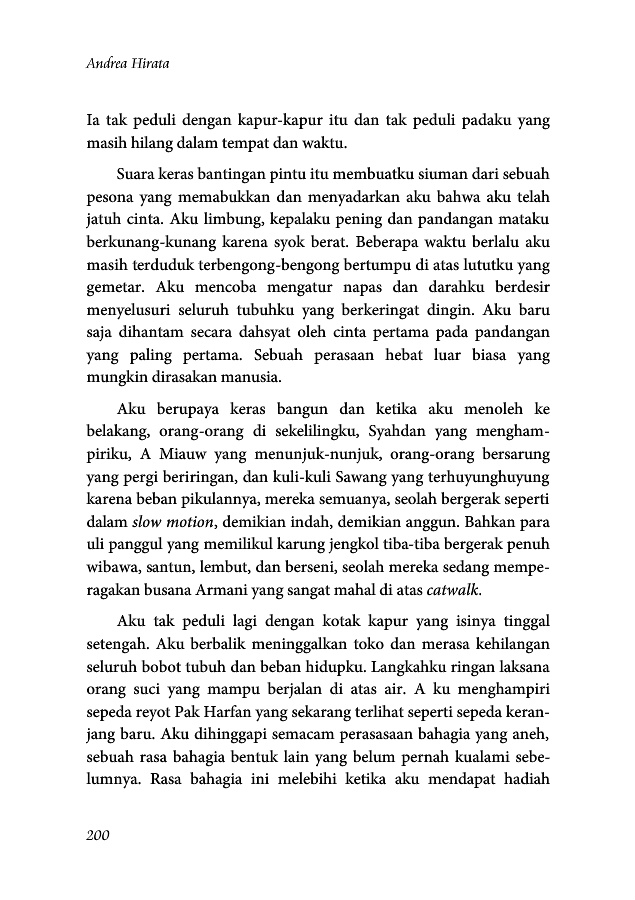 Andrea Hirata
Ia tak peduli dengan kapur-kapur itu dan tak peduli padaku yang
masih hilang dalam tempat dan waktu.
Suara keras bantingan pintu itu membuatku siuman dari sebuah
pesona yang memabukkan dan menyadarkan aku bahwa aku telah
jatuh cinta. Aku limbung, kepalaku pening dan pandangan mataku
berkunang-kunang karena syok berat. Beberapa waktu berlalu aku
masih terduduk terbengong-bengong bertumpu di atas lututku yang
gemetar. Aku mencoba mengatur napas dan darahku berdesir
menyelusuri seluruh tubuhku yang berkeringat dingin. Aku baru
saja dihantam secara dahsyat oleh cinta pertama pada pandangan
yang paling pertama. Sebuah perasaan hebat luar biasa yang
mungkin dirasakan manusia.
Aku berupaya keras bangun dan ketika aku menoleh ke
belakang, orang-orang di sekelilingku, Syahdan yang mengham-
piriku, A Miauw yang menunjuk-nunjuk, orang-orang bersarung
yang pergi beriringan, dan kuli-kuli Sawang yang terhuyunghuyung
karena beban pikulannya, mereka semuanya, seolah bergerak seperti
dalam slow motion, demikian indah, demikian anggun. Bahkan para
uli panggul yang memilikul karung jengkol tiba-tiba bergerak penuh
wibawa, santun, lembut, dan berseni, seolah mereka sedang mempe-
ragakan busana Armani yang sangat mahal di atas catwalk.
Aku tak peduli lagi dengan kotak kapur yang isinya tinggal
setengah. Aku berbalik meninggalkan toko dan merasa kehilangan
seluruh bobot tubuh dan beban hidupku. Langkahku ringan laksana
orang suci yang mampu berjalan di atas air. A ku menghampiri
sepeda reyot Pak Harfan yang sekarang terlihat seperti sepeda keran-
jang baru. Aku dihinggapi semacam perasasaan bahagia yang aneh,
sebuah rasa bahagia bentuk lain yang belum pernah kualami sebe-
lumnya. Rasa bahagia ini melebihi ketika aku mendapat hadiah
200